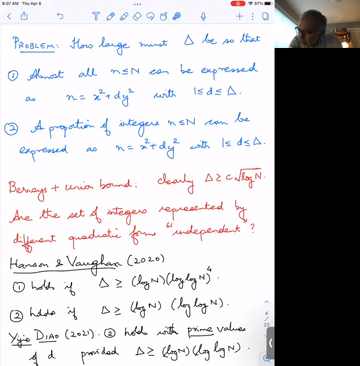 9:07 AM Thu Apr 6
PROBLEM: How large must Δ be so that
① Almost all n ≤ N can be expressed
as n = x² + dy² with 1 ≤ d ≤ Δ.
② A proportion of integers n ≤ N can be
expressed as n = x² + dy² with 1 ≤ d ≤ Δ.
Bernays + union bound: clearly Δ ≥ c√log N.
Are the set of integers represented by
different quadratic forms "independent"?
Hanson & Vaughan (2020)
① holds if Δ ≥ (log N)(log log N)⁴
② holds if Δ ≥ (log N)(log log N).
Yijie DIAO (2021). ② holds with prime values
of d provided Δ ≥ (log N)(log log N).